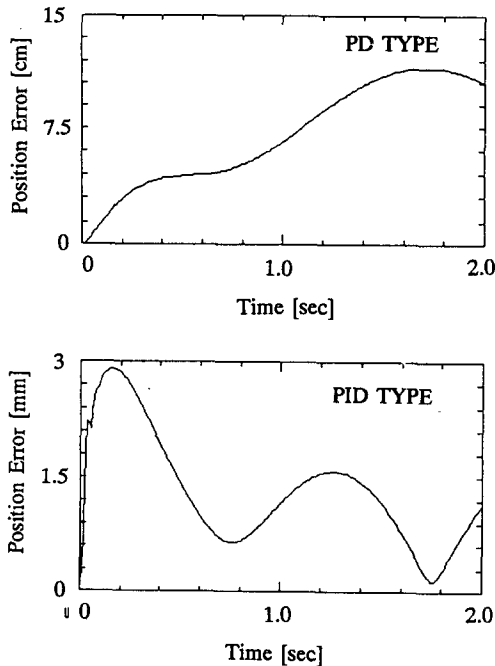 15
PD TYPE
Position Error [cm]
7.5
0
0 1.0 2.0
Time [sec]
3
PID TYPE
Position Error [mm]
1.5
0
0 1.0 2.0
Time [sec]